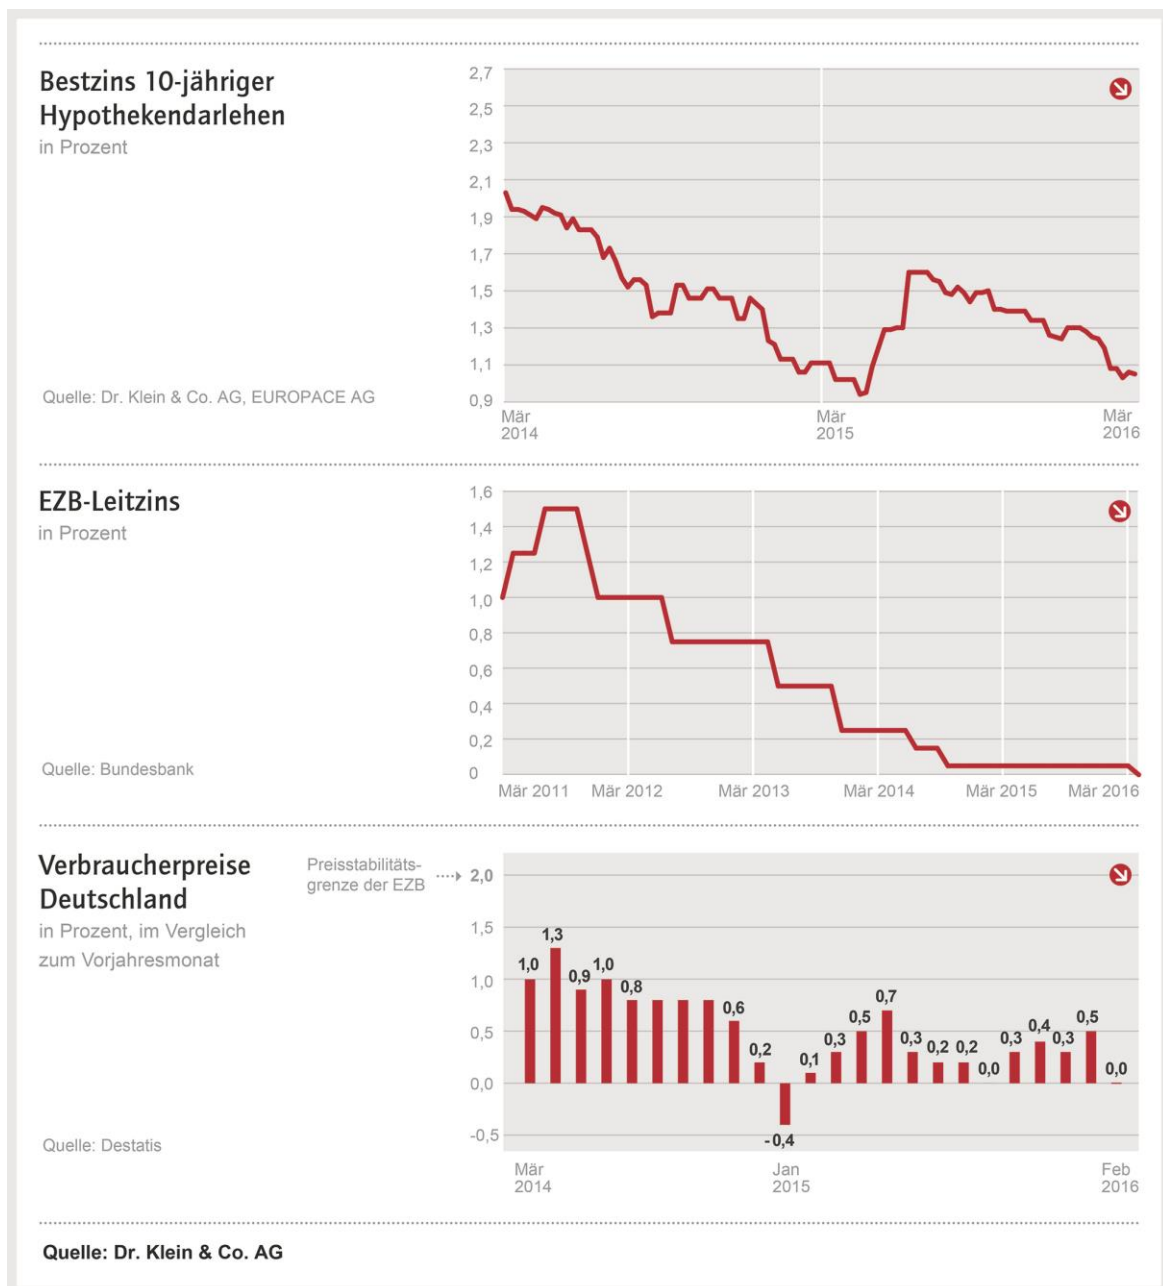 Bestzins 10-jähriger
Hypothekendarlehen
in Prozent
Quelle: Dr. Klein & Co. AG, EUROPACE AG
2,7
2,5
2,3
2,1
1,9
1,7
1,5
1,3
1,1
0,9
Mär
2014
Mär
2015
Mär
2016
EZB-Leitzins
in Prozent
Quelle: Bundesbank
1,6
1,4
1,2
1,0
0,8
0,6
0,4
0,2
0
Mär 2011 Mär 2012 Mär 2013 Mär 2014 Mär 2015 Mär 2016
Verbraucherpreise
Deutschland
in Prozent, im Vergleich
zum Vorjahresmonat
Preisstabilitäts-
grenze der EZB
Quelle: Destatis
2,0
1,5
1,0
0,5
0,0
-0,5
1,0 1,3 0,9 1,0 0,8 0,6 0,2 -0,4 0,1 0,3 0,5 0,7 0,3 0,2 0,2 0,0 0,3 0,4 0,3 0,5 0,0
Mär
2014
Jan
2015
Feb
2016
Quelle: Dr. Klein & Co. AG